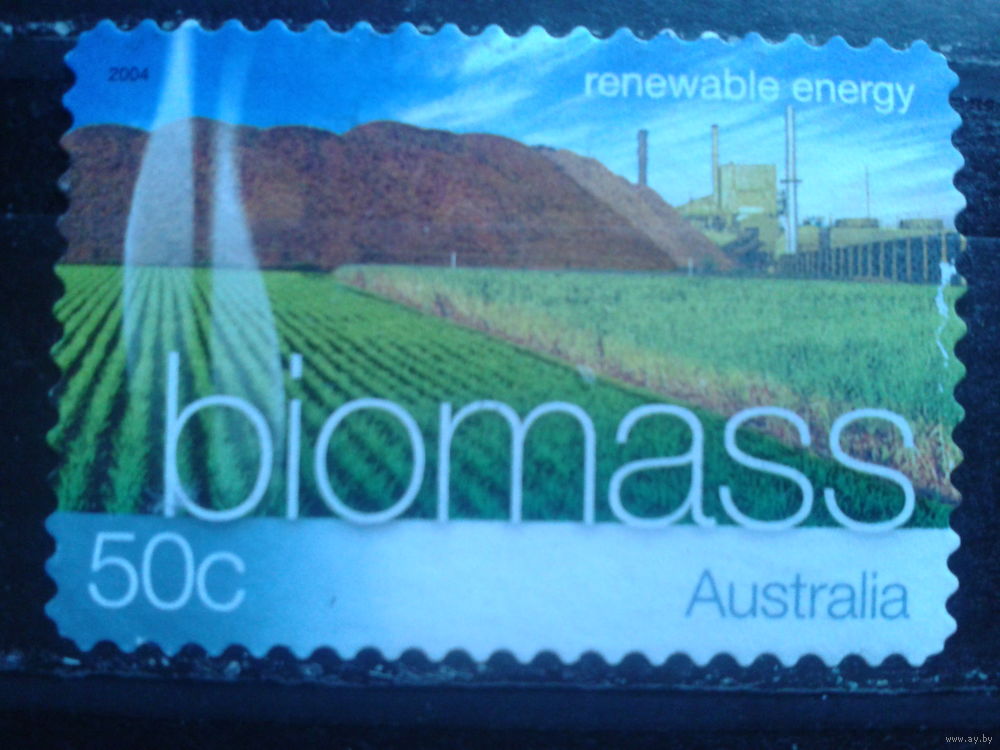 2004
renewable energy
biomass
50c
Australia
www.ay.by